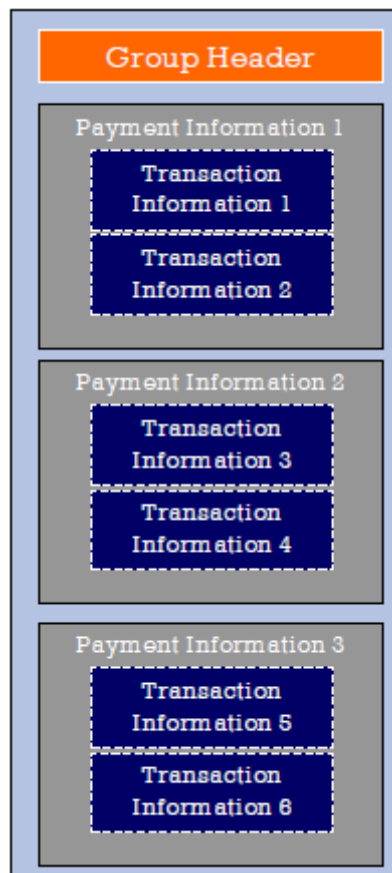 Group Header
Payment Information 1
Transaction
Information 1
Transaction
Information 2
Payment Information 2
Transaction
Information 3
Transaction
Information 4
Payment Information 3
Transaction
Information 5
Transaction
Information 6